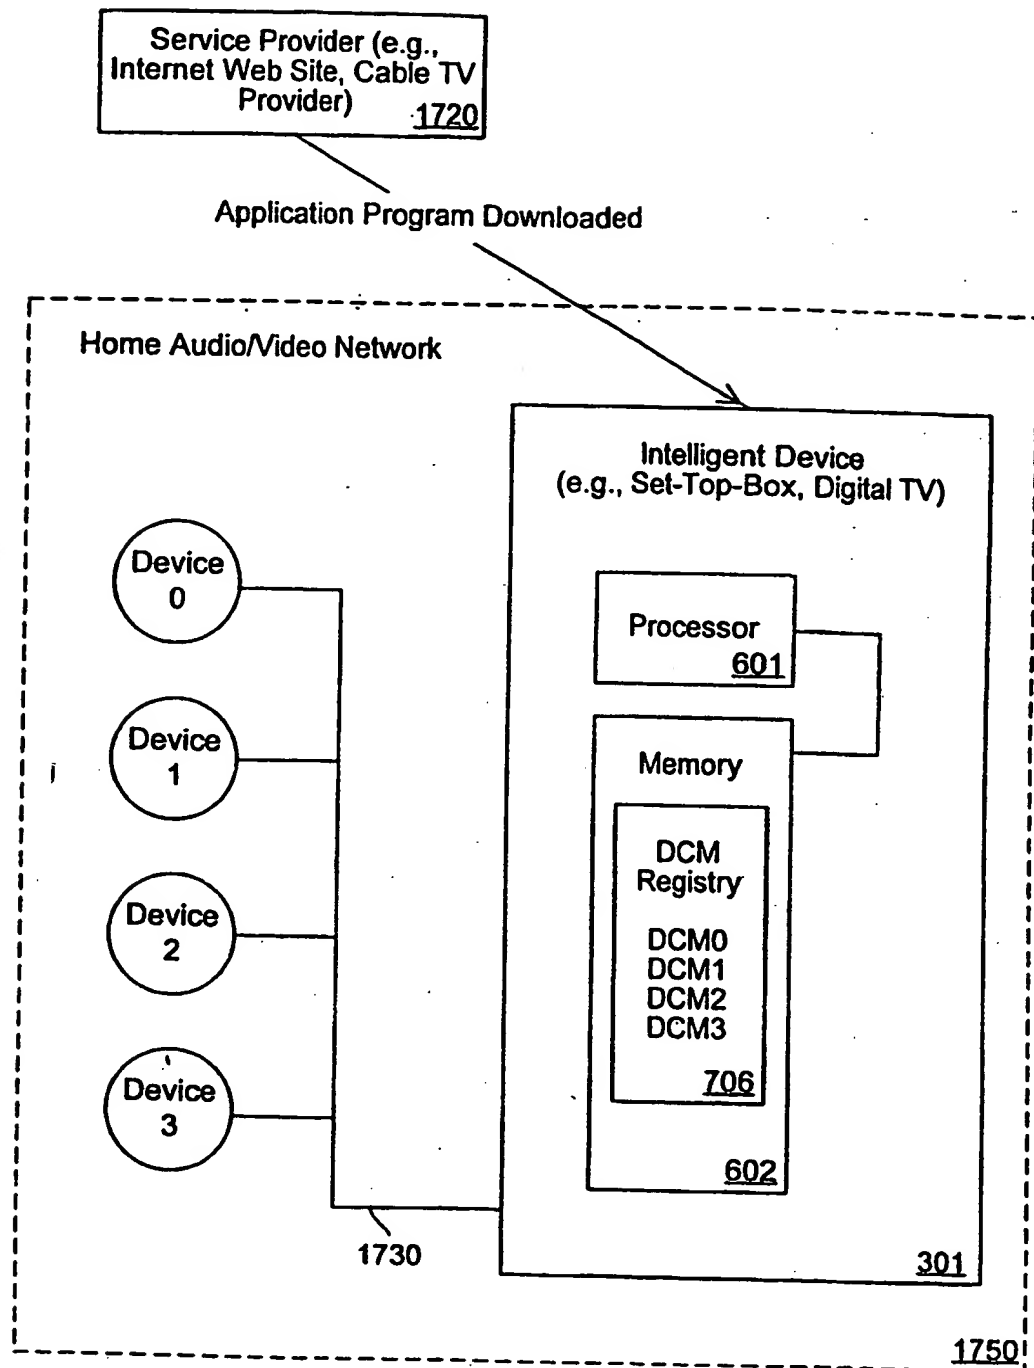 Service Provider (e.g.,
Internet Web Site, Cable TV
Provider)
1720
Application Program Downloaded
Home Audio/Video Network
Intelligent Device
(e.g., Set-Top-Box, Digital TV)
Device
0
Processor
601
Device
1
Memory
DCM
Registry
DCM0
DCM1
DCM2
DCM3
706
Device
2
Device
3
602
1730
301
1750